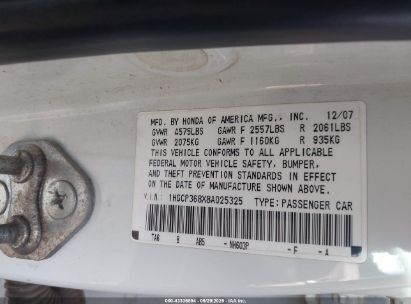 MFD. BY HONDA OF AMERICA MFG., INC. 12/07
GVWR 4575LBS GAWR F 2557LBS R 2061LBS
GVWR 2075KG GAWR F 1160KG R 935KG
THIS VEHICLE CONFORMS TO ALL APPLICABLE
FEDERAL MOTOR VEHICLE SAFETY, BUMPER,
AND THEFT PREVENTION STANDARDS IN EFFECT
ON THE DATE OF MANUFACTURE SHOWN ABOVE.
V.I.N.: 1HGCP368X8A025325 TYPE: PASSENGER CAR
TA6 B ABS - NH603P - F - A